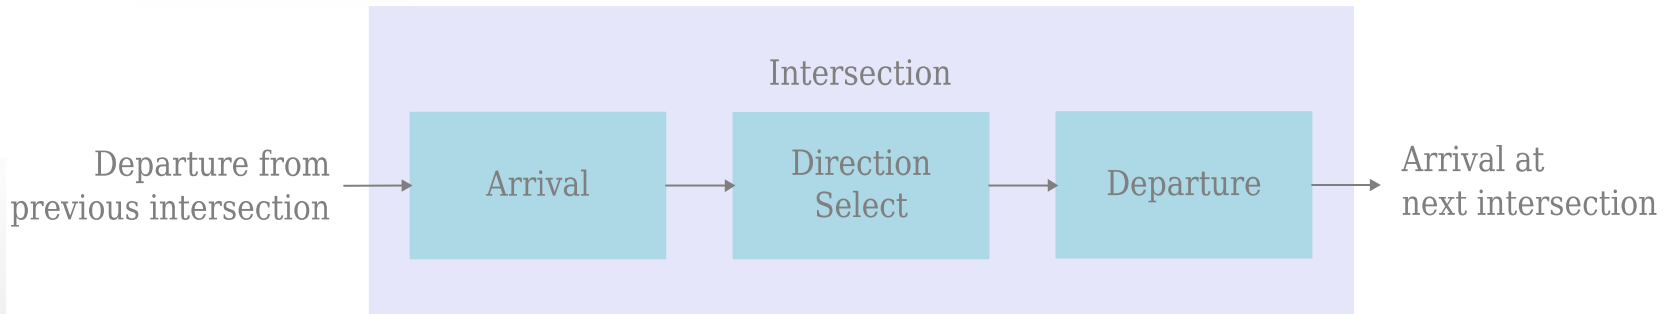 Intersection
Departure from
previous intersection
Arrival
Direction
Select
Departure
Arrival at
next intersection